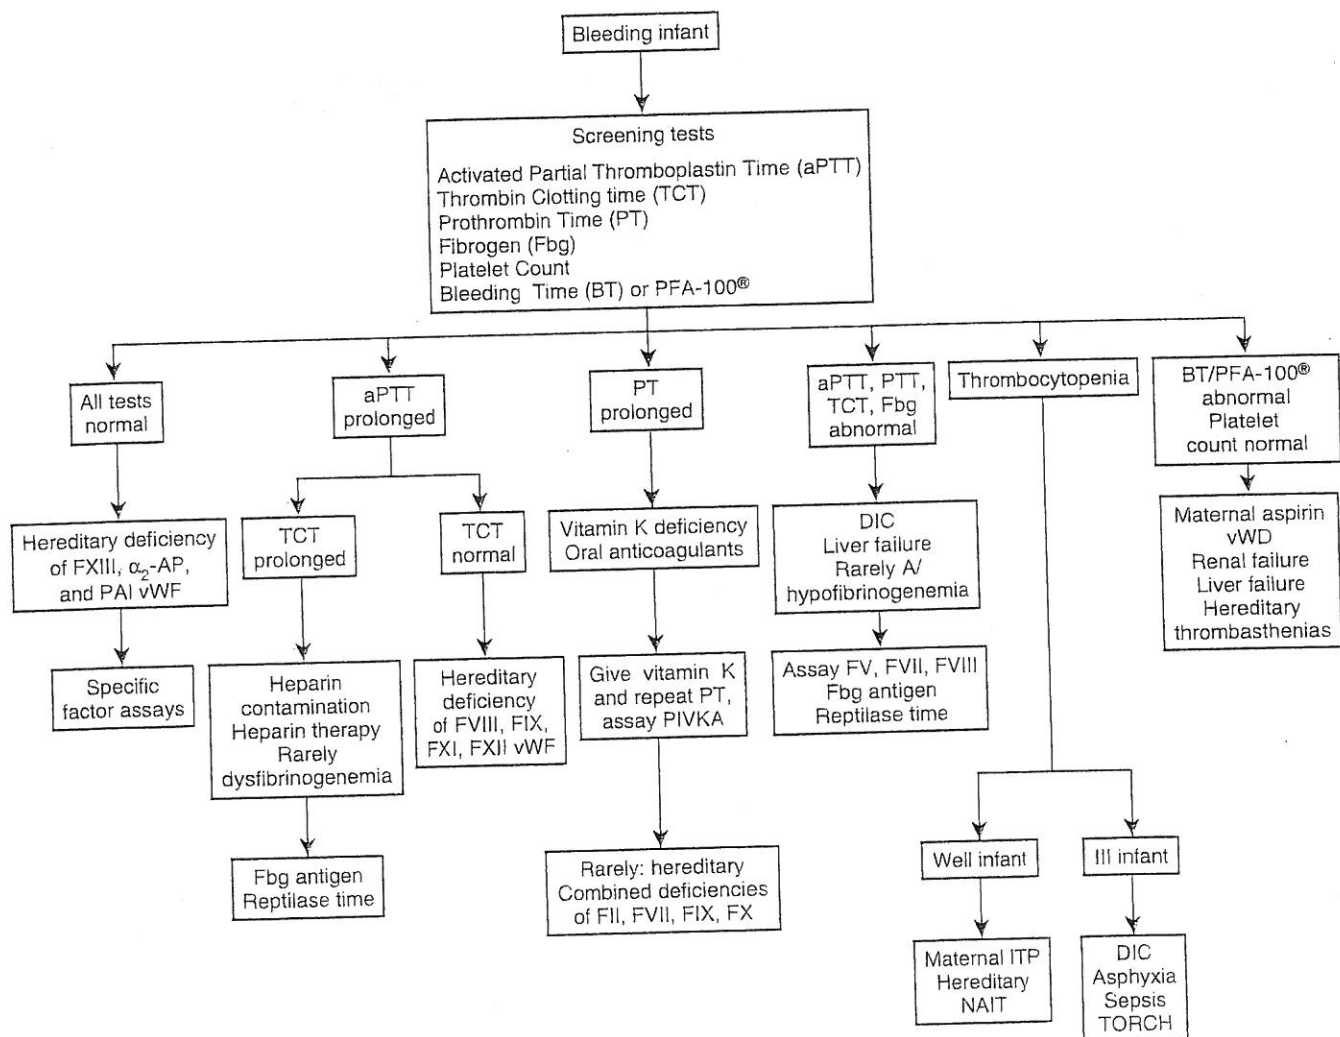 Bleeding infant
Screening tests
Activated Partial Thromboplastin Time (aPTT)
Thrombin Clotting time (TCT)
Prothrombin Time (PT)
Fibrogen (Fbg)
Platelet Count
Bleeding Time (BT) or PFA-100®
All tests
normal
aPTT
prolonged
PT
prolonged
aPTT, PTT,
TCT, Fbg
abnormal
Thrombocytopenia
BT/PFA-100®
abnormal
Platelet
count normal
Hereditary deficiency
of FXIII, α₂-AP,
and PAI vWF
TCT
prolonged
TCT
normal
Vitamin K deficiency
Oral anticoagulants
DIC
Liver failure
Rarely A/
hypofibrinogenemia
Maternal aspirin
vWD
Renal failure
Liver failure
Hereditary
thrombasthenias
Specific
factor assays
Heparin
contamination
Heparin therapy
Rarely
dysfibrinogenemia
Hereditary
deficiency
of FVIII, FIX,
FXI, FXII vWF
Give vitamin K
and repeat PT,
assay PIVKA
Assay FV, FVII, FVIII
Fbg antigen
Reptilase time
Fbg antigen
Reptilase time
Rarely: hereditary
Combined deficiencies
of FII, FVII, FIX, FX
Well infant
Ill infant
Maternal ITP
Hereditary
NAIT
DIC
Asphyxia
Sepsis
TORCH